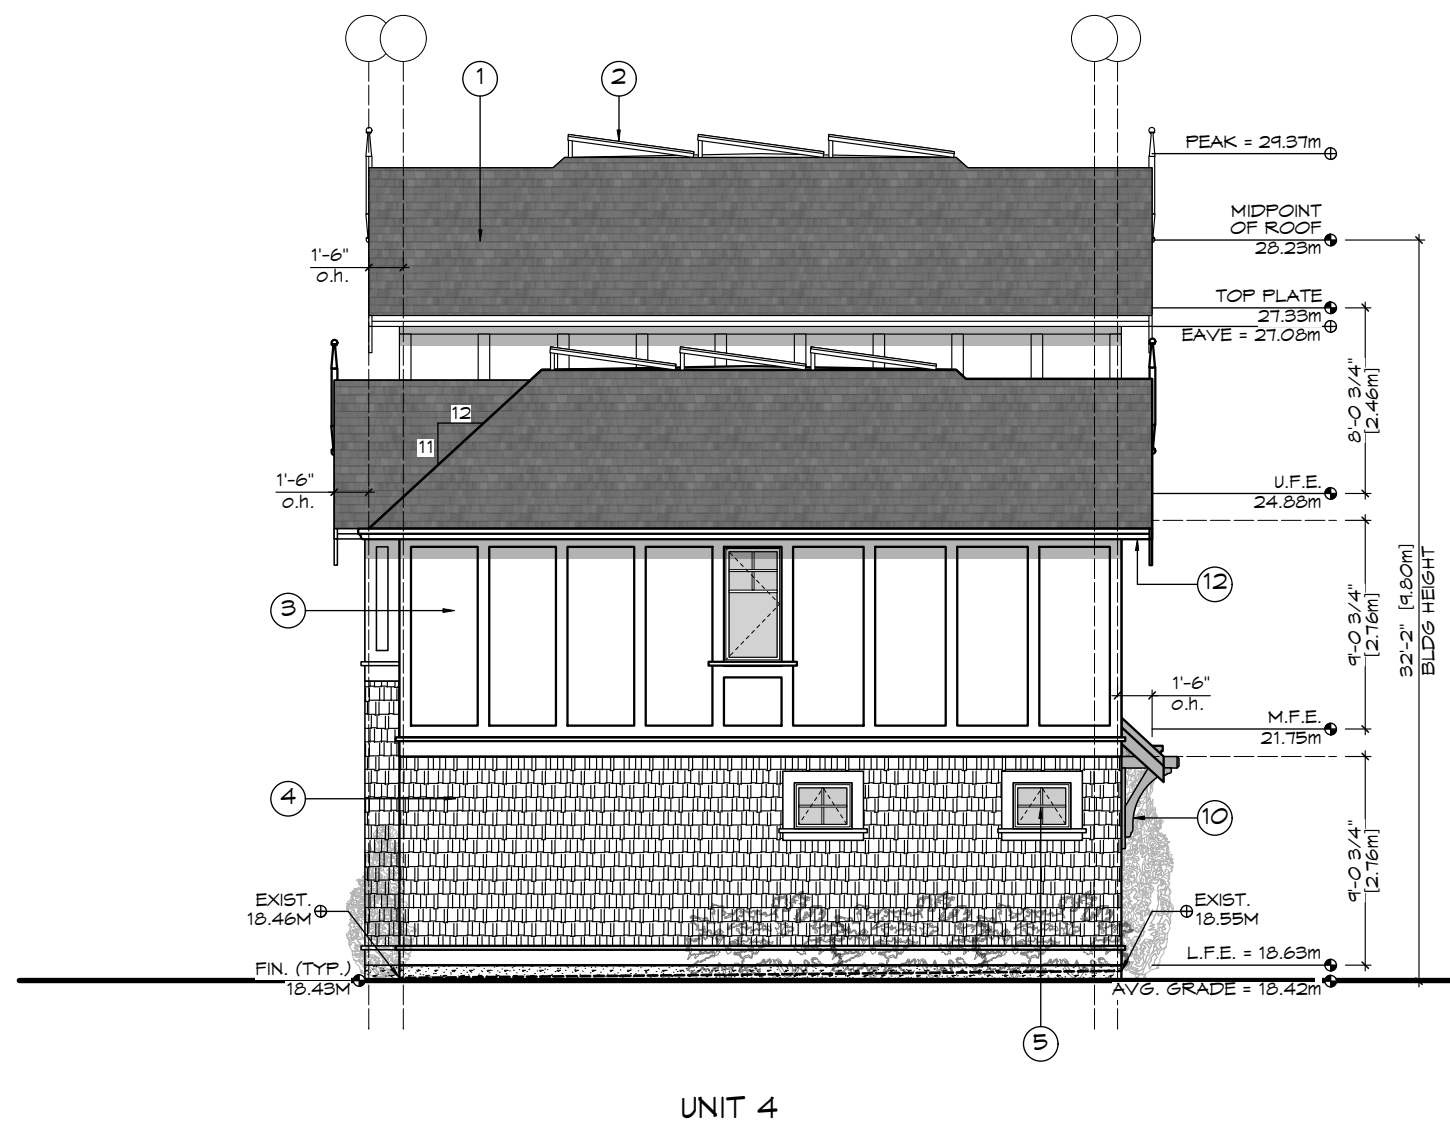 1
2
PEAK = 29.37m
MIDPOINT
OF ROOF
28.23m
1'-6"
o.h.
TOP PLATE
27.33m
EAVE = 27.08m
8'-0 3/4"
[2.46m]
12
11
1'-6"
o.h.
U.F.E.
24.88m
12
3
9'-0 3/4"
[2.76m]
32'-2" [9.80m]
BLDG HEIGHT
1'-6"
o.h.
M.F.E.
21.75m
4
10
9'-0 3/4"
[2.76m]
EXIST.
18.46M
EXIST.
18.55M
L.F.E. = 18.63m
FIN. (TYP.)
18.43M
AVG. GRADE = 18.42m
5
UNIT 4